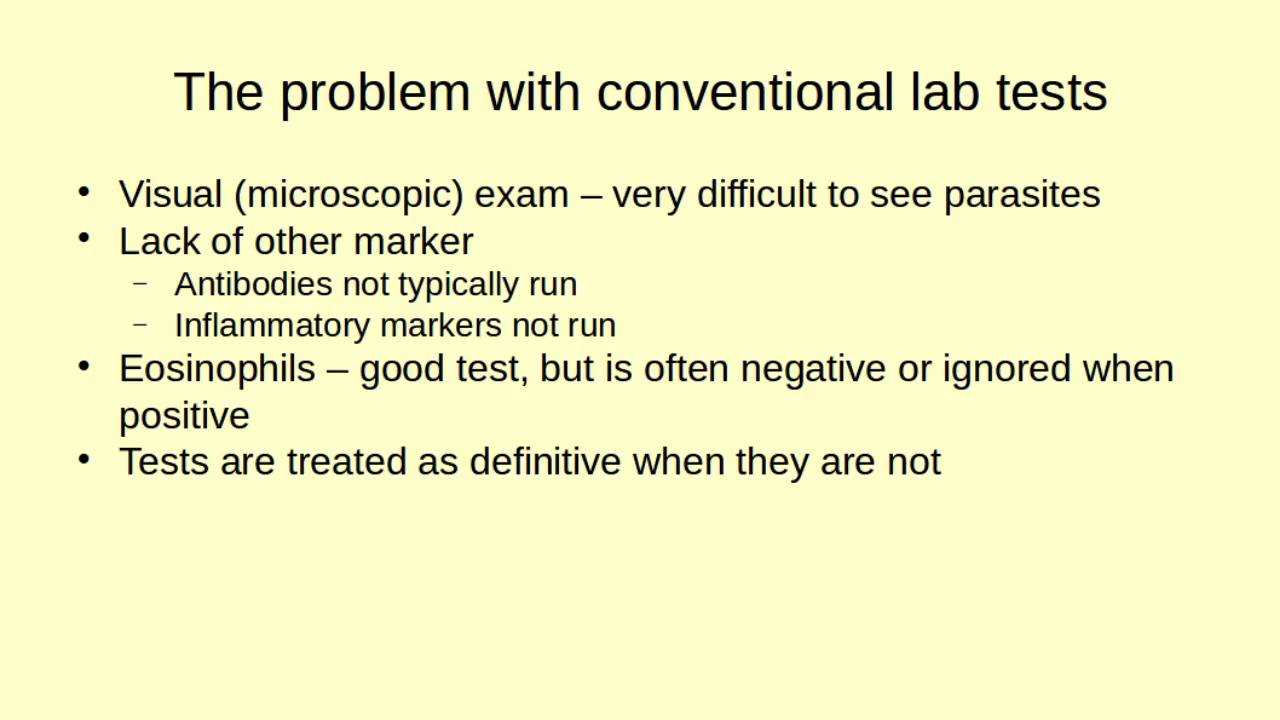 The problem with conventional lab tests
• Visual (microscopic) exam – very difficult to see parasites
• Lack of other marker
– Antibodies not typically run
– Inflammatory markers not run
• Eosinophils – good test, but is often negative or ignored when
positive
• Tests are treated as definitive when they are not